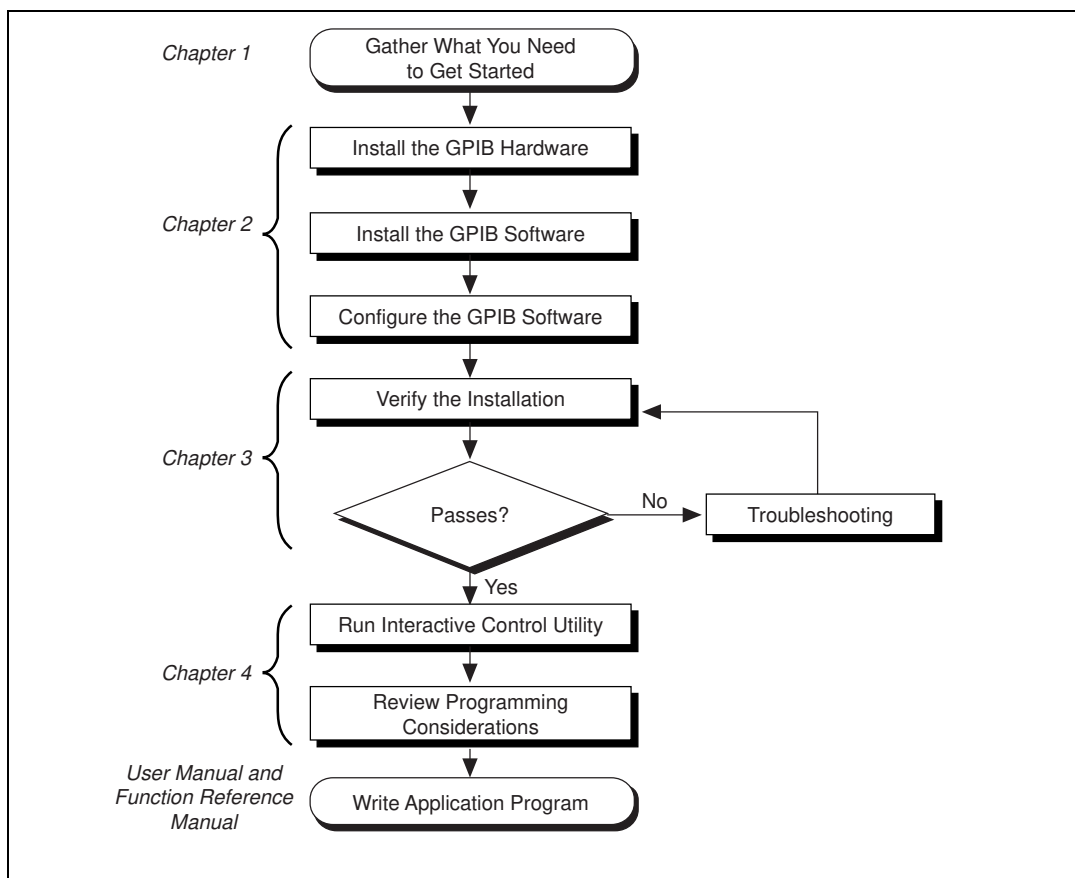 Chapter 1
Gather What You Need
to Get Started
Chapter 2
Install the GPIB Hardware
Install the GPIB Software
Configure the GPIB Software
Chapter 3
Verify the Installation
Passes?
No
Troubleshooting
Yes
Chapter 4
Run Interactive Control Utility
Review Programming
Considerations
User Manual and
Function Reference
Manual
Write Application Program